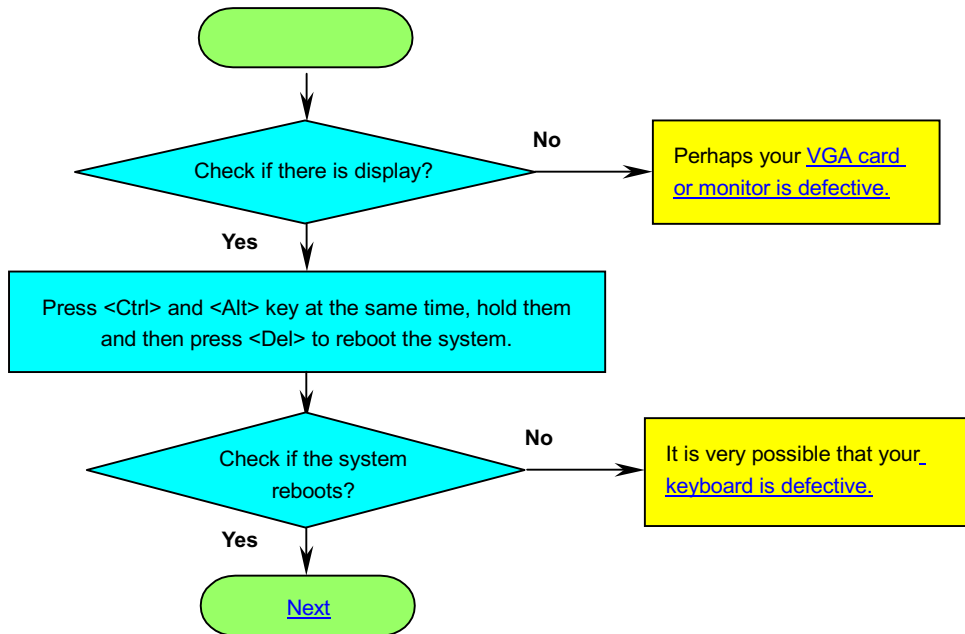 Check if there is display?
No
Perhaps your VGA card
or monitor is defective.
Yes
Press <Ctrl> and <Alt> key at the same time, hold them
and then press <Del> to reboot the system.
Check if the system
reboots?
No
It is very possible that your
keyboard is defective.
Yes
Next